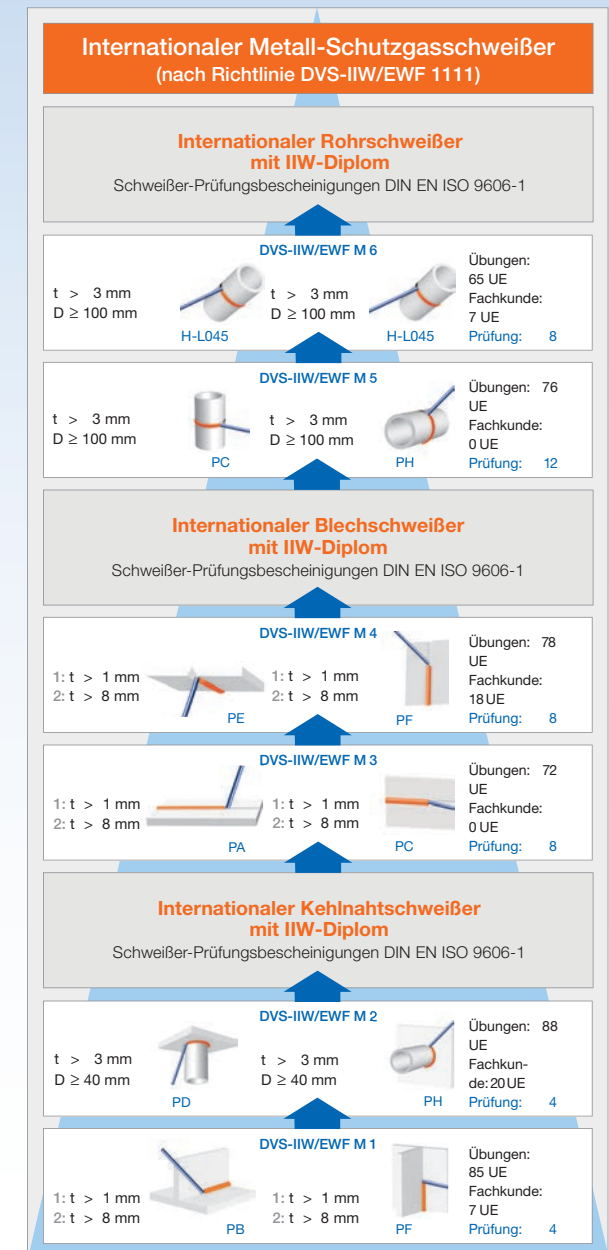 Internationaler Metall-Schutzgasschweißer
(nach Richtlinie DVS-IIW/EWF 1111)
Internationaler Rohrschweißer
mit IIW-Diplom
Schweißer-Prüfungsbescheinigungen DIN EN ISO 9606-1
DVS-IIW/EWF M 6
t > 3 mm
D ≥ 100 mm
H-L045
t > 3 mm
D ≥ 100 mm
H-L045
Übungen:
65 UE
Fachkunde:
7 UE
Prüfung: 8
DVS-IIW/EWF M 5
t > 3 mm
D ≥ 100 mm
PC
t > 3 mm
D ≥ 100 mm
PH
Übungen: 76
UE
Fachkunde:
0 UE
Prüfung: 12
Internationaler Blechschweißer
mit IIW-Diplom
Schweißer-Prüfungsbescheinigungen DIN EN ISO 9606-1
DVS-IIW/EWF M 4
1: t > 1 mm
2: t > 8 mm
PE
1: t > 1 mm
2: t > 8 mm
PF
Übungen: 78
UE
Fachkunde:
18 UE
Prüfung: 8
DVS-IIW/EWF M 3
1: t > 1 mm
2: t > 8 mm
PA
1: t > 1 mm
2: t > 8 mm
PC
Übungen: 72
UE
Fachkunde:
0 UE
Prüfung: 8
Internationaler Kehlnahtschweißer
mit IIW-Diplom
Schweißer-Prüfungsbescheinigungen DIN EN ISO 9606-1
DVS-IIW/EWF M 2
t > 3 mm
D ≥ 40 mm
PD
t > 3 mm
D ≥ 40 mm
PH
Übungen: 88
UE
Fachkun-
de: 20 UE
Prüfung: 4
DVS-IIW/EWF M 1
1: t > 1 mm
2: t > 8 mm
PB
1: t > 1 mm
2: t > 8 mm
PF
Übungen:
85 UE
Fachkunde:
7 UE
Prüfung: 4